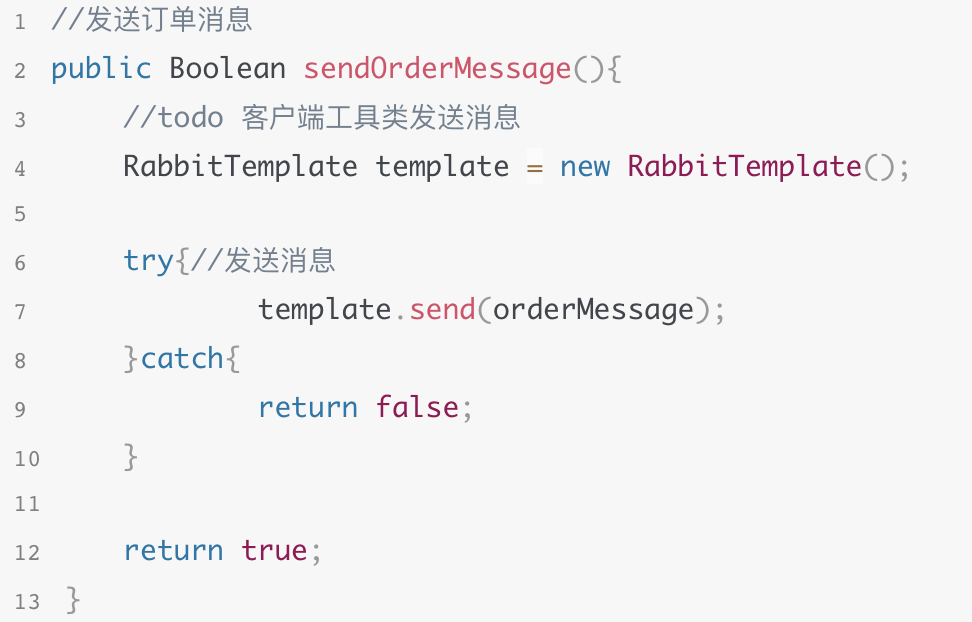 1 //发送订单消息
2 public Boolean sendOrderMessage(){
3 //todo 客户端工具类发送消息
4 RabbitTemplate template = new RabbitTemplate();
5
6 try{//发送消息
7 template.send(orderMessage);
8 }catch{
9 return false;
10 }
11
12 return true;
13 }